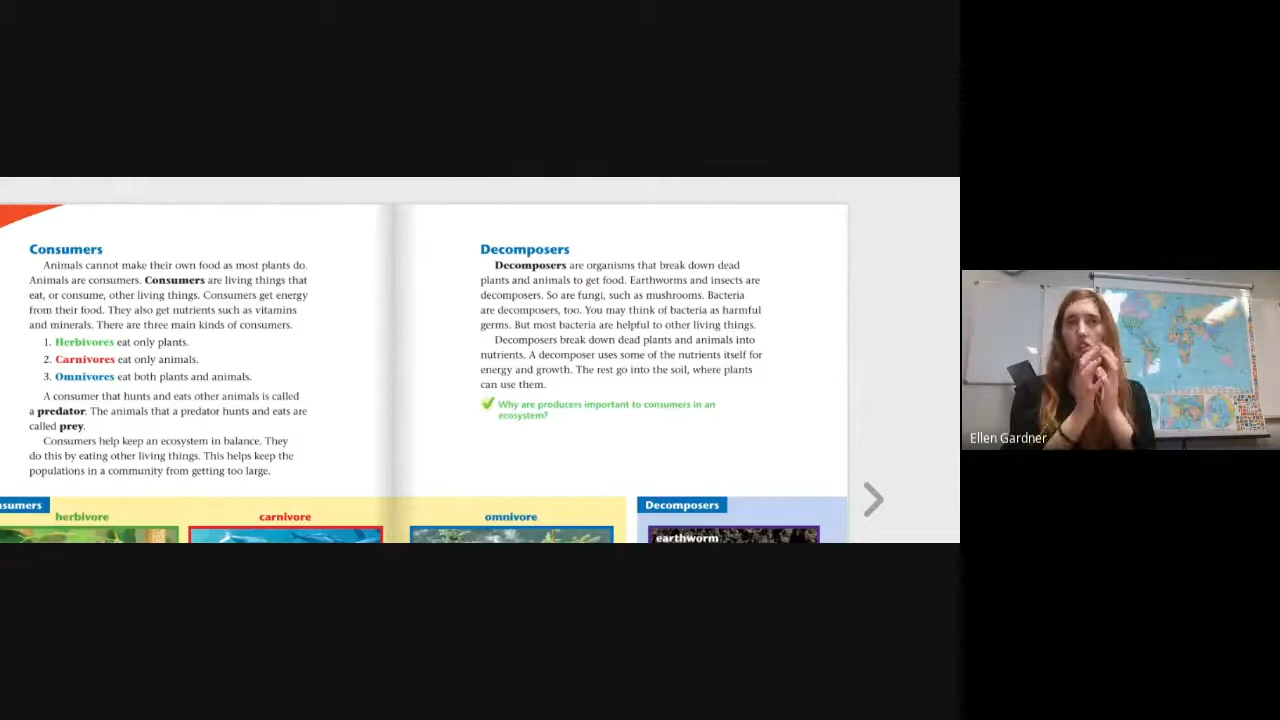 Consumers
Animals cannot make their own food as most plants do.
Animals are consumers. Consumers are living things that
eat, or consume, other living things. Consumers get energy
from their food. They also get nutrients such as vitamins
and minerals. There are three main kinds of consumers.
1. Herbivores eat only plants.
2. Carnivores eat only animals.
3. Omnivores eat both plants and animals.
A consumer that hunts and eats other animals is called
a predator. The animals that a predator hunts and eats are
called prey.
Consumers help keep an ecosystem in balance. They
do this by eating other living things. This helps keep the
populations in a community from getting too large.
Decomposers
Decomposers are organisms that break down dead
plants and animals to get food. Earthworms and insects are
decomposers. So are fungi, such as mushrooms. Bacteria
are decomposers, too. You may think of bacteria as harmful
germs. But most bacteria are helpful to other living things.
Decomposers break down dead plants and animals into
nutrients. A decomposer uses some of the nutrients itself for
energy and growth. The rest go into the soil, where plants
can use them.
Why are producers important to consumers in an
ecosystem?
sumers
herbivore
carnivore
omnivore
Decomposers
earthworm
Ellen Gardner